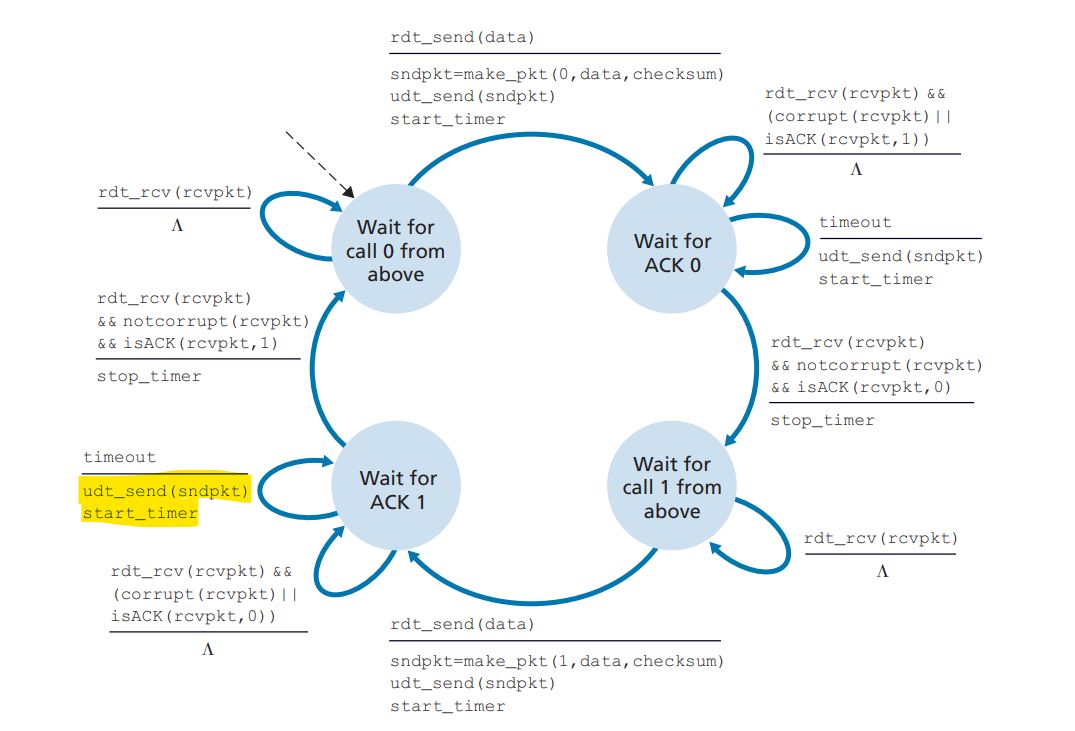 rdt_send(data)
sndpkt=make_pkt(0,data,checksum)
udt_send(sndpkt)
start_timer
rdt_rcv(rcvpkt) &&
(corrupt(rcvpkt)||
isACK(rcvpkt,1))
Λ
rdt_rcv(rcvpkt)
Λ
Wait for
call 0 from
above
Wait for
ACK 0
timeout
udt_send(sndpkt)
start_timer
rdt_rcv(rcvpkt)
&& notcorrupt(rcvpkt)
&& isACK(rcvpkt,1)
stop_timer
rdt_rcv(rcvpkt)
&& notcorrupt(rcvpkt)
&& isACK(rcvpkt,0)
stop_timer
timeout
udt_send(sndpkt)
start_timer
Wait for
ACK 1
Wait for
call 1 from
above
rdt_rcv(rcvpkt)
Λ
rdt_rcv(rcvpkt) &&
(corrupt(rcvpkt)||
isACK(rcvpkt,0))
Λ
rdt_send(data)
sndpkt=make_pkt(1,data,checksum)
udt_send(sndpkt)
start_timer